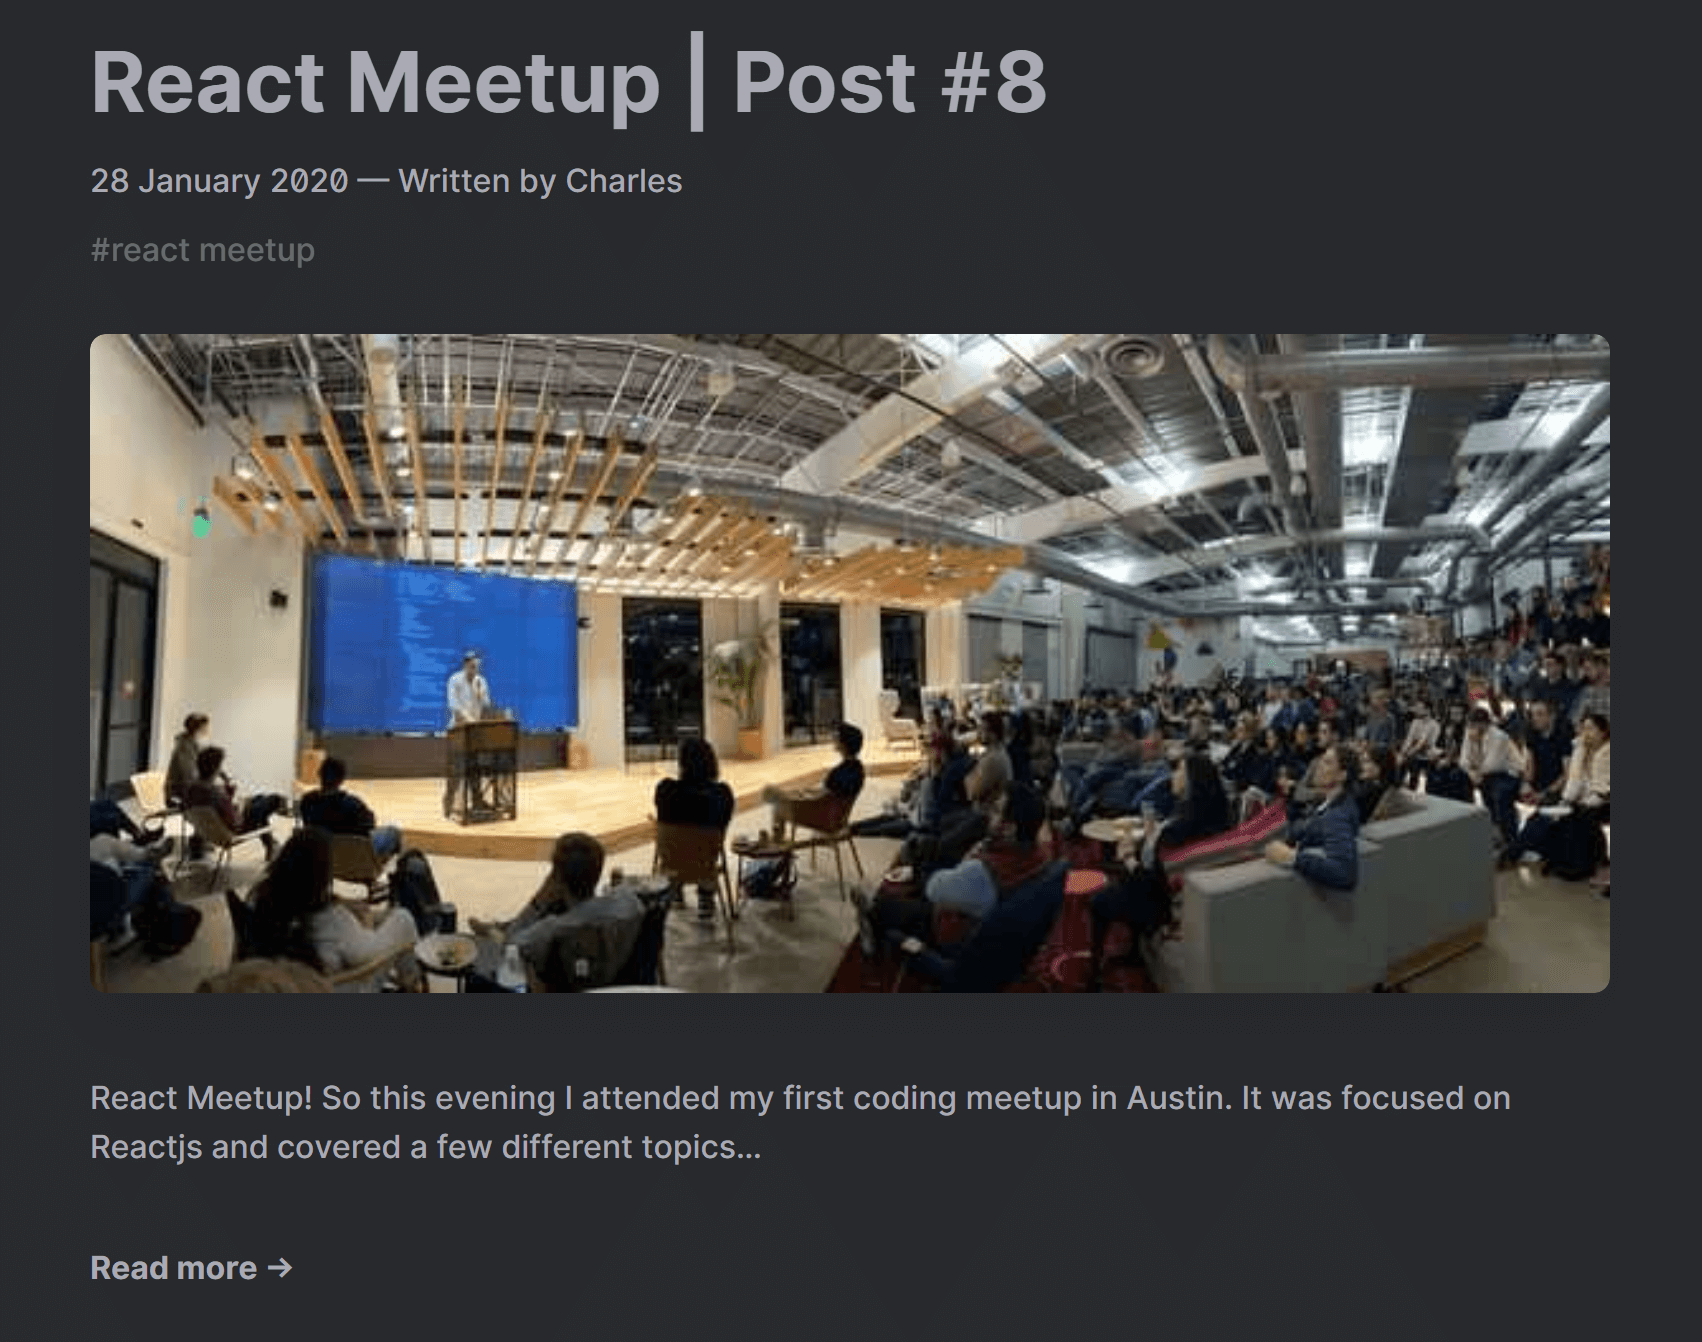 React Meetup | Post #8
28 January 2020 — Written by Charles
#react meetup
React Meetup! So this evening I attended my first coding meetup in Austin. It was focused on
Reactjs and covered a few different topics...
Read more →